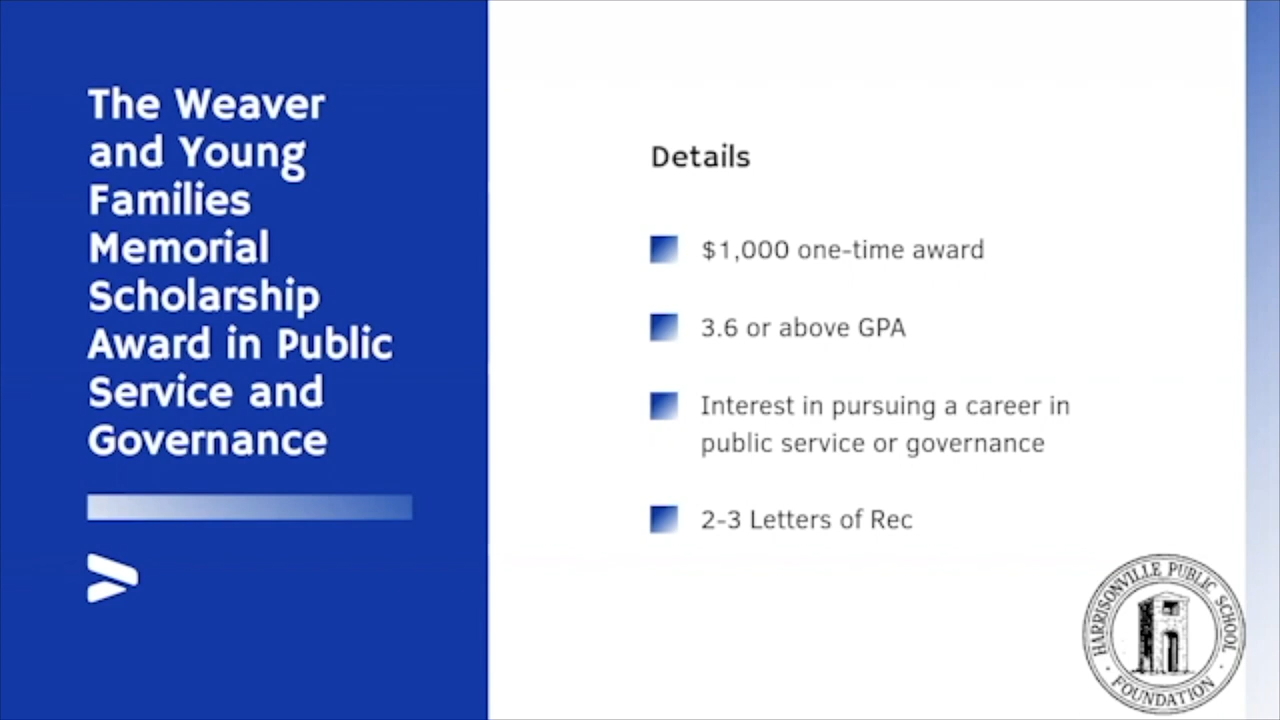 The Weaver
and Young
Families
Memorial
Scholarship
Award in Public
Service and
Governance
Details
$1,000 one-time award
3.6 or above GPA
Interest in pursuing a career in
public service or governance
2-3 Letters of Rec
HARRISONVILLE PUBLIC SCHOOL
· FOUNDATION ·